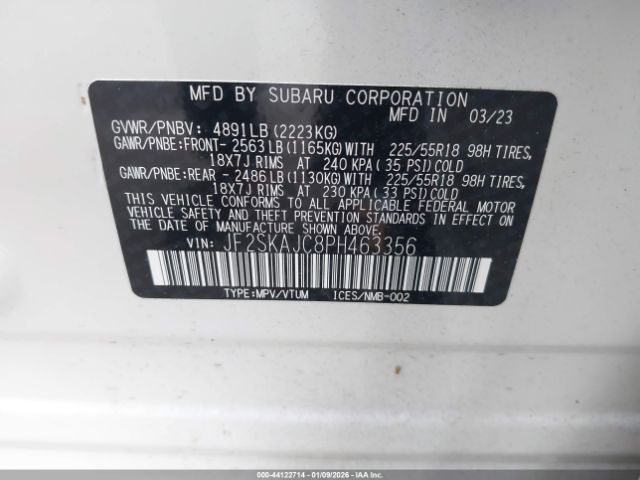 MFD BY SUBARU CORPORATION
MFD IN 03/23
GVWR/PNBV: 4891LB(2223KG)
GAWR/PNBE:FRONT- 2563LB(1165KG)WITH 225/55R18 98H TIRES,
18X7J RIMS AT 240 KPA(35 PSI)COLD
GAWR/PNBE:REAR - 2486LB(1130KG)WITH 225/55R18 98H TIRES,
18X7J RIMS AT 230 KPA(33 PSI)COLD
THIS VEHICLE CONFORMS TO ALL APPLICABLE FEDERAL MOTOR
VEHICLE SAFETY AND THEFT PREVENTION STANDARDS IN EFFECT ON
THE DATE OF MANUFACTURE SHOWN ABOVE.
VIN: JF2SKAJC8PH463356
TYPE:MPV/VTUM ICES/NMB-002
000-44122714 - 01/09/2026 - COPYRIGHT IAA, LLC